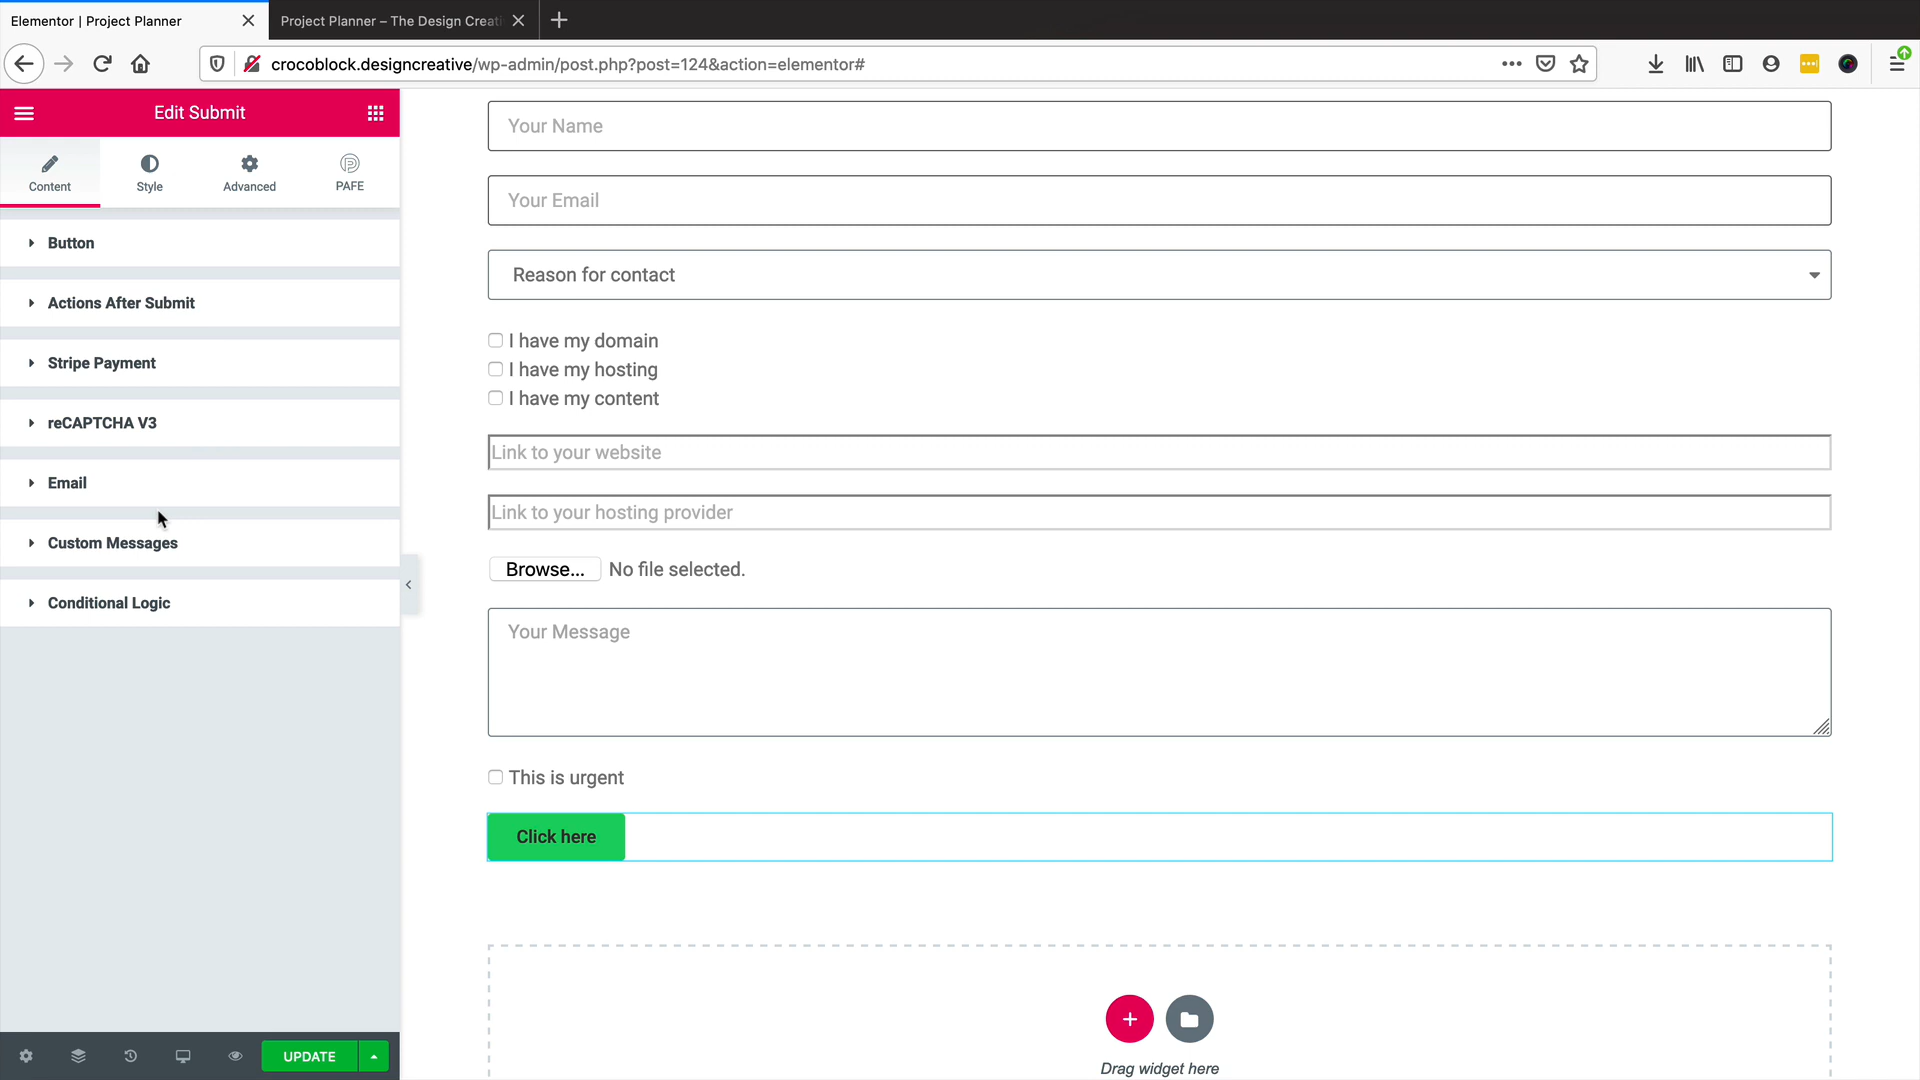 Elementor | Project Planner
Project Planner – The Design Creati
crocoblock.designcreative/wp-admin/post.php?post=124&action=elementor#
Edit Submit
Content
Style
Advanced
PAFE
Button
Actions After Submit
Stripe Payment
reCAPTCHA V3
Email
Custom Messages
Conditional Logic
UPDATE
Your Name
Your Email
Reason for contact
I have my domain
I have my hosting
I have my content
Link to your website
Link to your hosting provider
Browse... No file selected.
Your Message
This is urgent
Click here
Drag widget here